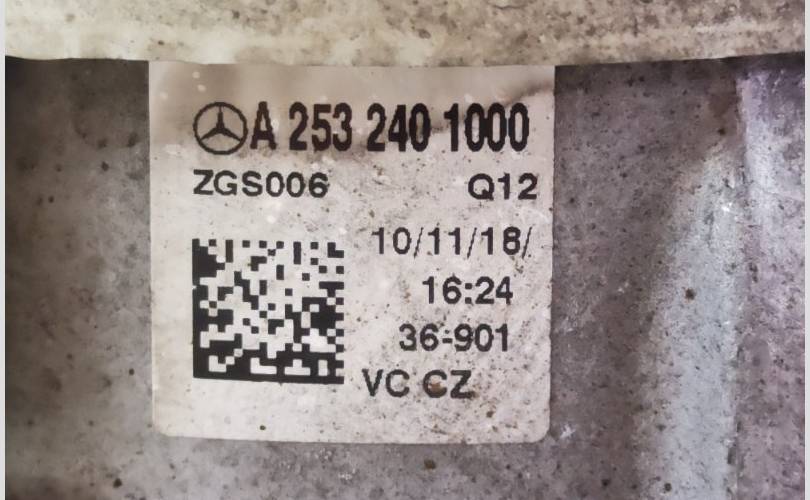 A 253 240 1000
ZGS006 Q12
10/11/18/
16:24
36-901
VC CZ